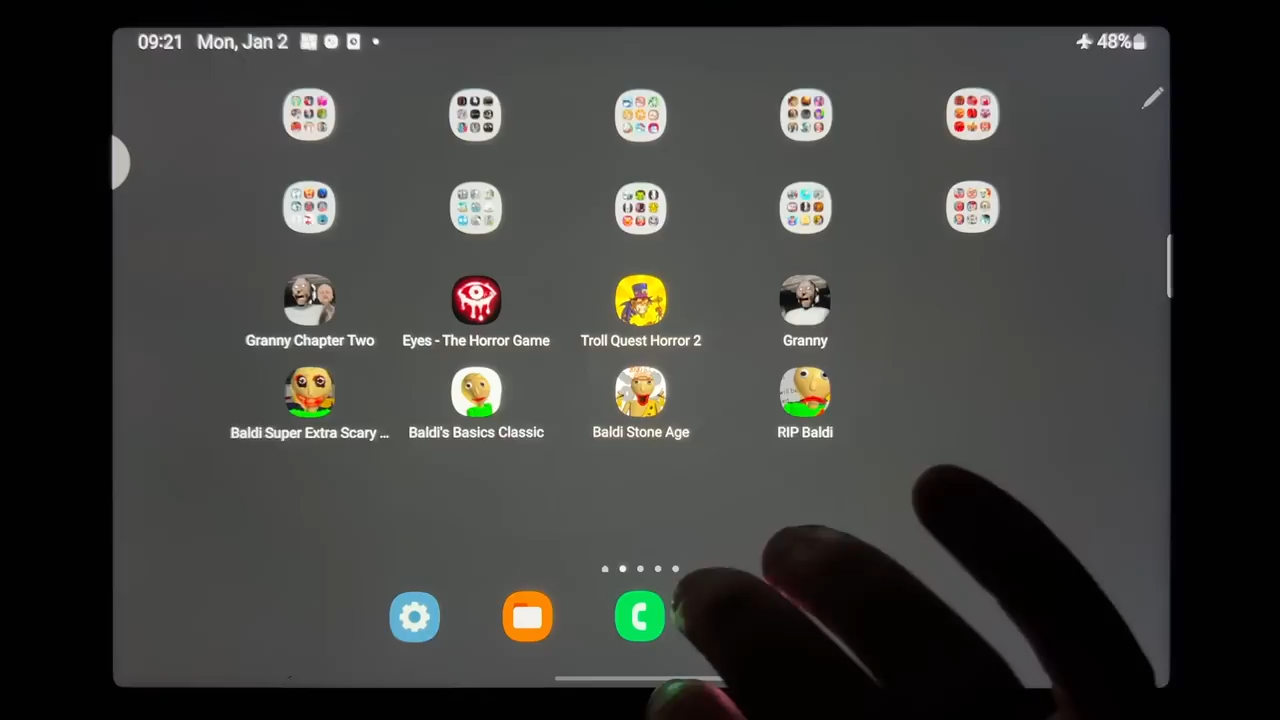 09:21 Mon, Jan 2 48%
Granny Chapter Two Eyes - The Horror Game Troll Quest Horror 2 Granny
Baldi Super Extra Scary ... Baldi's Basics Classic Baldi Stone Age RIP Baldi